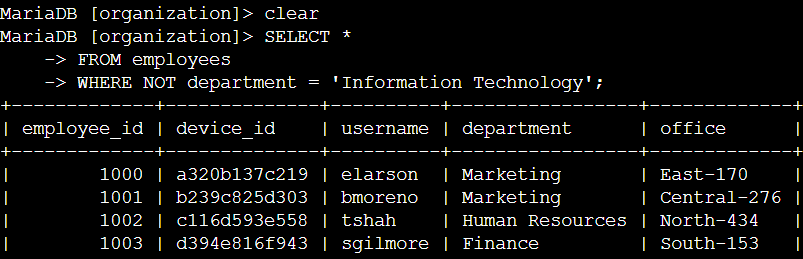 MariaDB [organization]> clear
MariaDB [organization]> SELECT *
    -> FROM employees
    -> WHERE NOT department = 'Information Technology';
+-------------+--------------+----------+-----------------+-------------+
| employee_id | device_id    | username | department      | office      |
+-------------+--------------+----------+-----------------+-------------+
|        1000 | a320b137c219 | elarson  | Marketing       | East-170    |
|        1001 | b239c825d303 | bmoreno  | Marketing       | Central-276 |
|        1002 | c116d593e558 | tshah    | Human Resources | North-434   |
|        1003 | d394e816f943 | sgilmore | Finance         | South-153   |